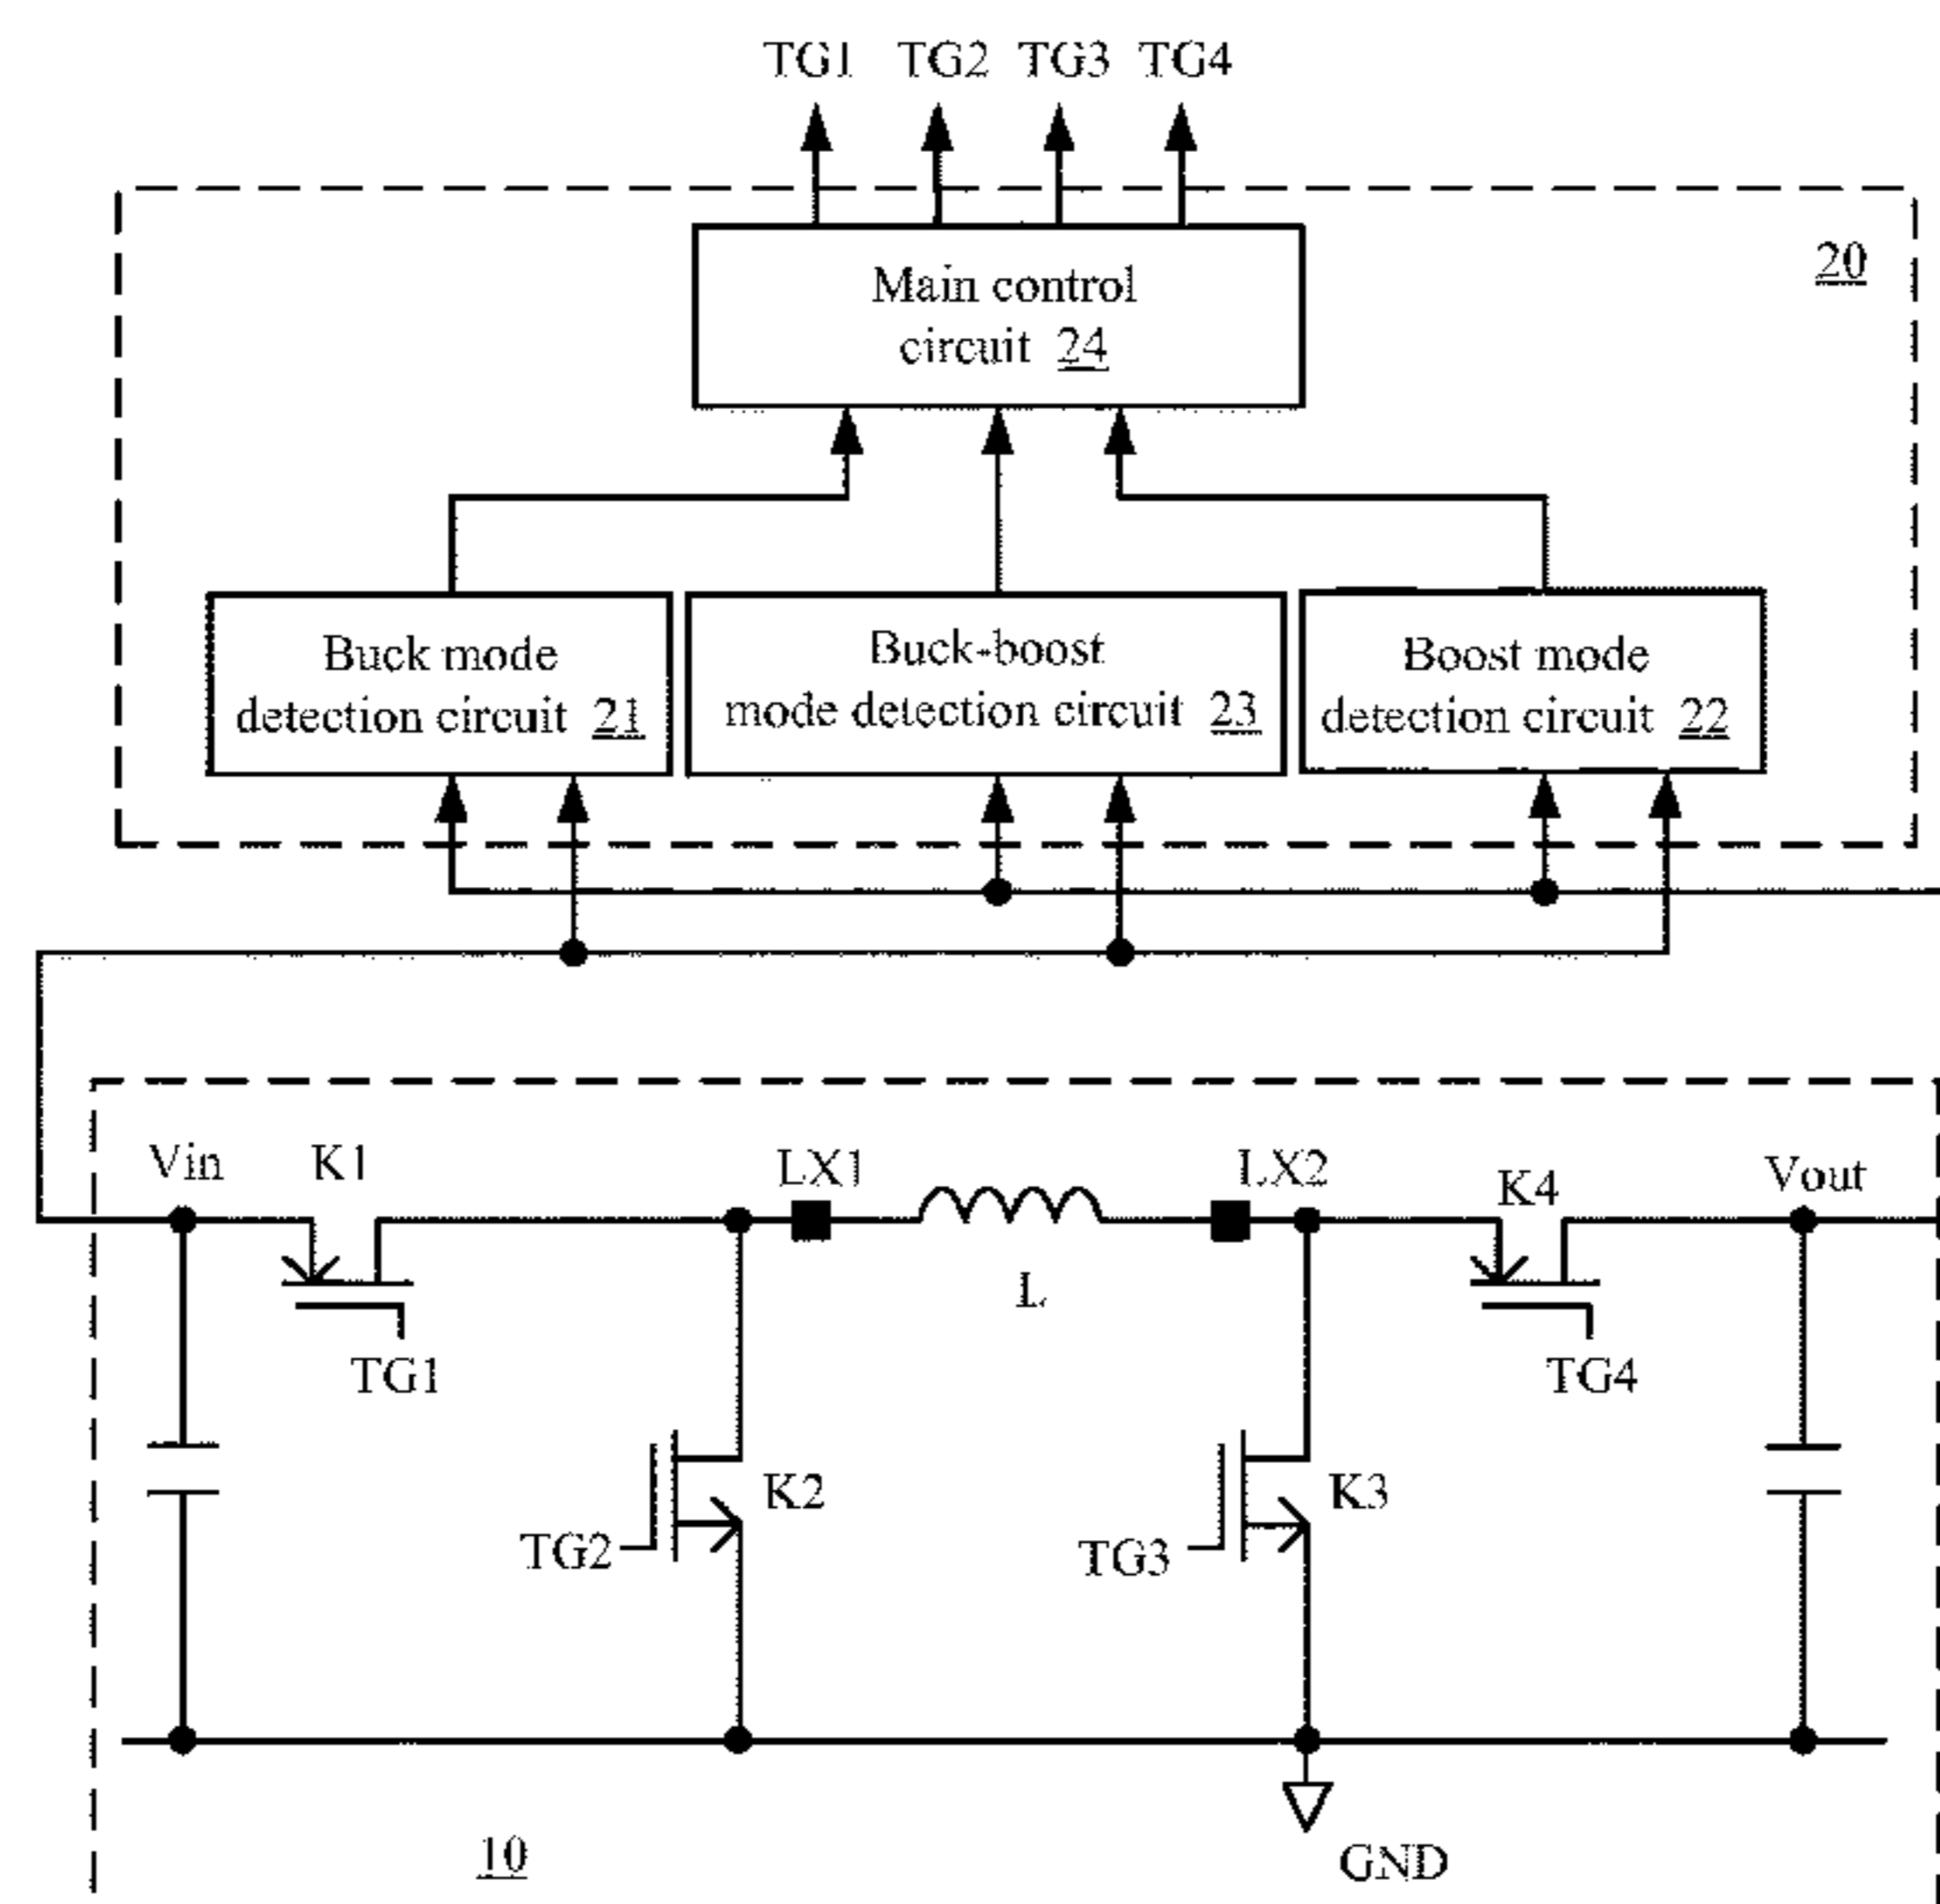 TG1 TG2 TG3 TG4
20
Main control
circuit 24
Buck mode
detection circuit 21
Buck-boost
mode detection circuit 23
Boost mode
detection circuit 22
Vin
K1
LX1
LX2
K4
Vout
L
TG1
TG4
K2
K3
TG2
TG3
10
GND